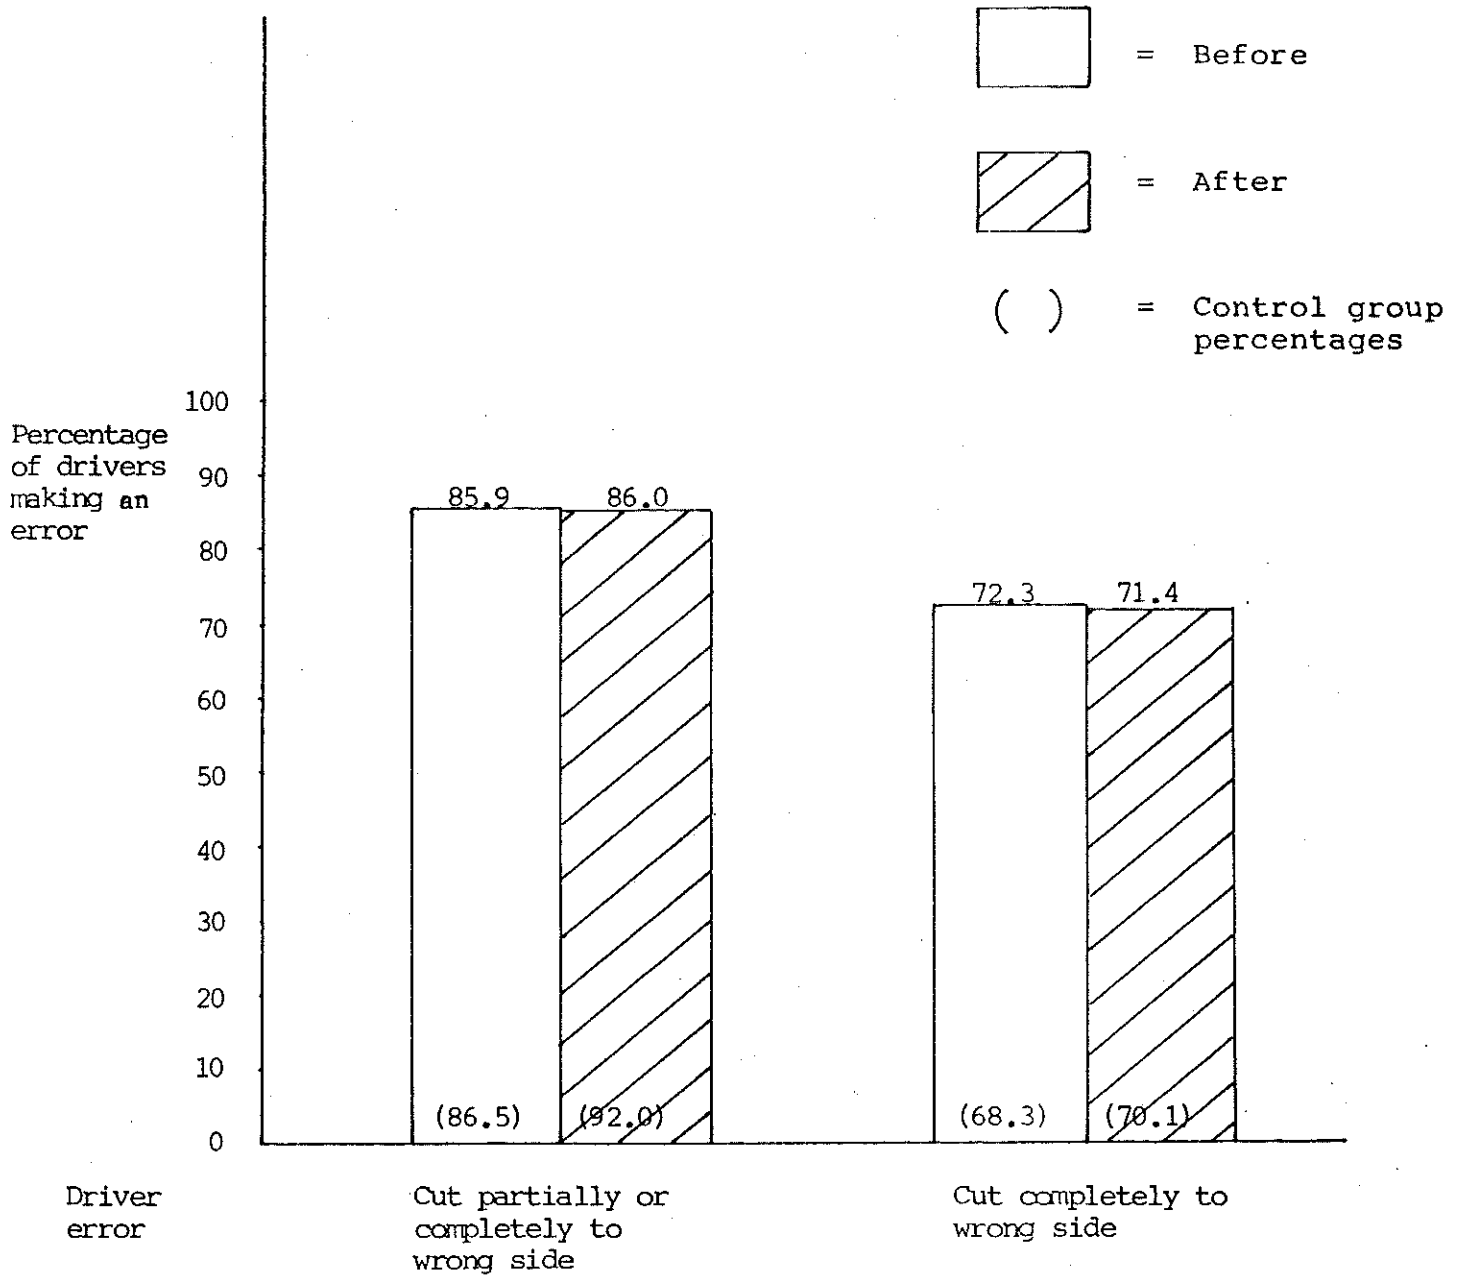 = Before
= After
( ) = Control group
percentages
Percentage
of drivers
making an
error
100
90
80
70
60
50
40
30
20
10
0
85.9 86.0
72.3 71.4
(86.5) (92.0) (68.3) (70.1)
Driver
error
Cut partially or
completely to
wrong side
Cut completely to
wrong side